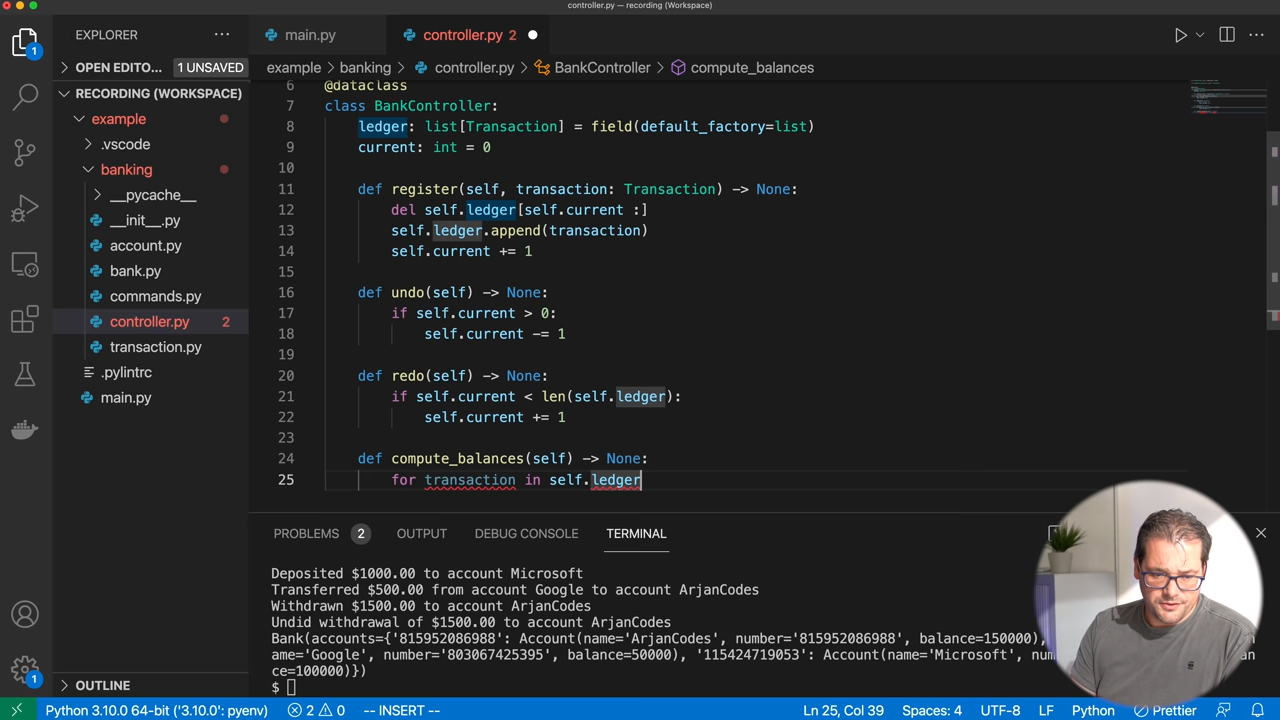 controller.py — recording (Workspace)
EXPLORER
main.py
controller.py 2
OPEN EDITO...
1 UNSAVED
example > banking > controller.py > BankController > compute_balances
RECORDING (WORKSPACE)
example
.vscode
banking
__pycache__
__init__.py
account.py
bank.py
commands.py
controller.py 2
transaction.py
.pylintrc
main.py
OUTLINE
1
1
6 @dataclass
7 class BankController:
8 ledger: list[Transaction] = field(default_factory=list)
9 current: int = 0
10
11 def register(self, transaction: Transaction) -> None:
12 del self.ledger[self.current :]
13 self.ledger.append(transaction)
14 self.current += 1
15
16 def undo(self) -> None:
17 if self.current > 0:
18 self.current -= 1
19
20 def redo(self) -> None:
21 if self.current < len(self.ledger):
22 self.current += 1
23
24 def compute_balances(self) -> None:
25 for transaction in self.ledger
PROBLEMS 2 OUTPUT DEBUG CONSOLE TERMINAL
Deposited $1000.00 to account Microsoft
Transferred $500.00 from account Google to account ArjanCodes
Withdrawn $1500.00 to account ArjanCodes
Undid withdrawal of $1500.00 to account ArjanCodes
Bank(accounts={'815952086988': Account(name='ArjanCodes', number='815952086988', balance=150000),
ame='Google', number='803067425395', balance=50000), '115424719053': Account(name='Microsoft',
ce=100000)})
$
Python 3.10.0 64-bit ('3.10.0': pyenv) 2 0 -- INSERT -- Ln 25, Col 39 Spaces: 4 UTF-8 LF Python Prettier